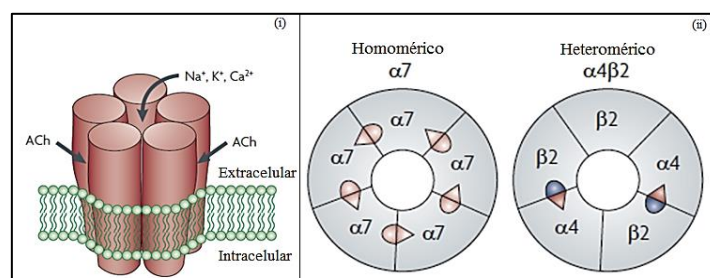 (i)
Na⁺, K⁺, Ca²⁺
ACh
ACh
Extracelular
Intracelular
(ii)
Homomérico
α7
α7
α7
α7
α7
α7
Heteromérico
α4β2
β2
β2
α4
α4
β2